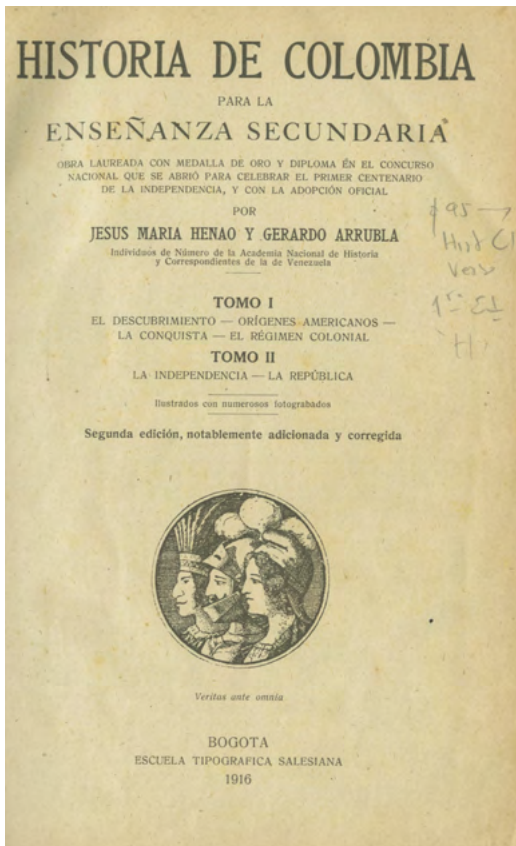 HISTORIA DE COLOMBIA
PARA LA
ENSEÑANZA SECUNDARIA
OBRA LAUREADA CON MEDALLA DE ORO Y DIPLOMA EN EL CONCURSO
NACIONAL QUE SE ABRIÓ PARA CELEBRAR EL PRIMER CENTENARIO
DE LA INDEPENDENCIA, Y CON LA ADOPCIÓN OFICIAL
POR
JESUS MARIA HENAO Y GERARDO ARRUBLA
Individuos de Número de la Academia Nacional de Historia
y Correspondientes de la de Venezuela
TOMO I
EL DESCUBRIMIENTO — ORÍGENES AMERICANOS —
LA CONQUISTA — EL RÉGIMEN COLONIAL
TOMO II
LA INDEPENDENCIA — LA REPÚBLICA
Ilustrados con numerosos fotograbados
Segunda edición, notablemente adicionada y corregida
95
Hist
Veritas ante omnia
BOGOTA
ESCUELA TIPOGRAFICA SALESIANA
1916